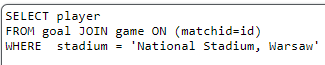 SELECT player
FROM goal JOIN game ON (matchid=id)
WHERE  stadium = 'National Stadium, Warsaw'